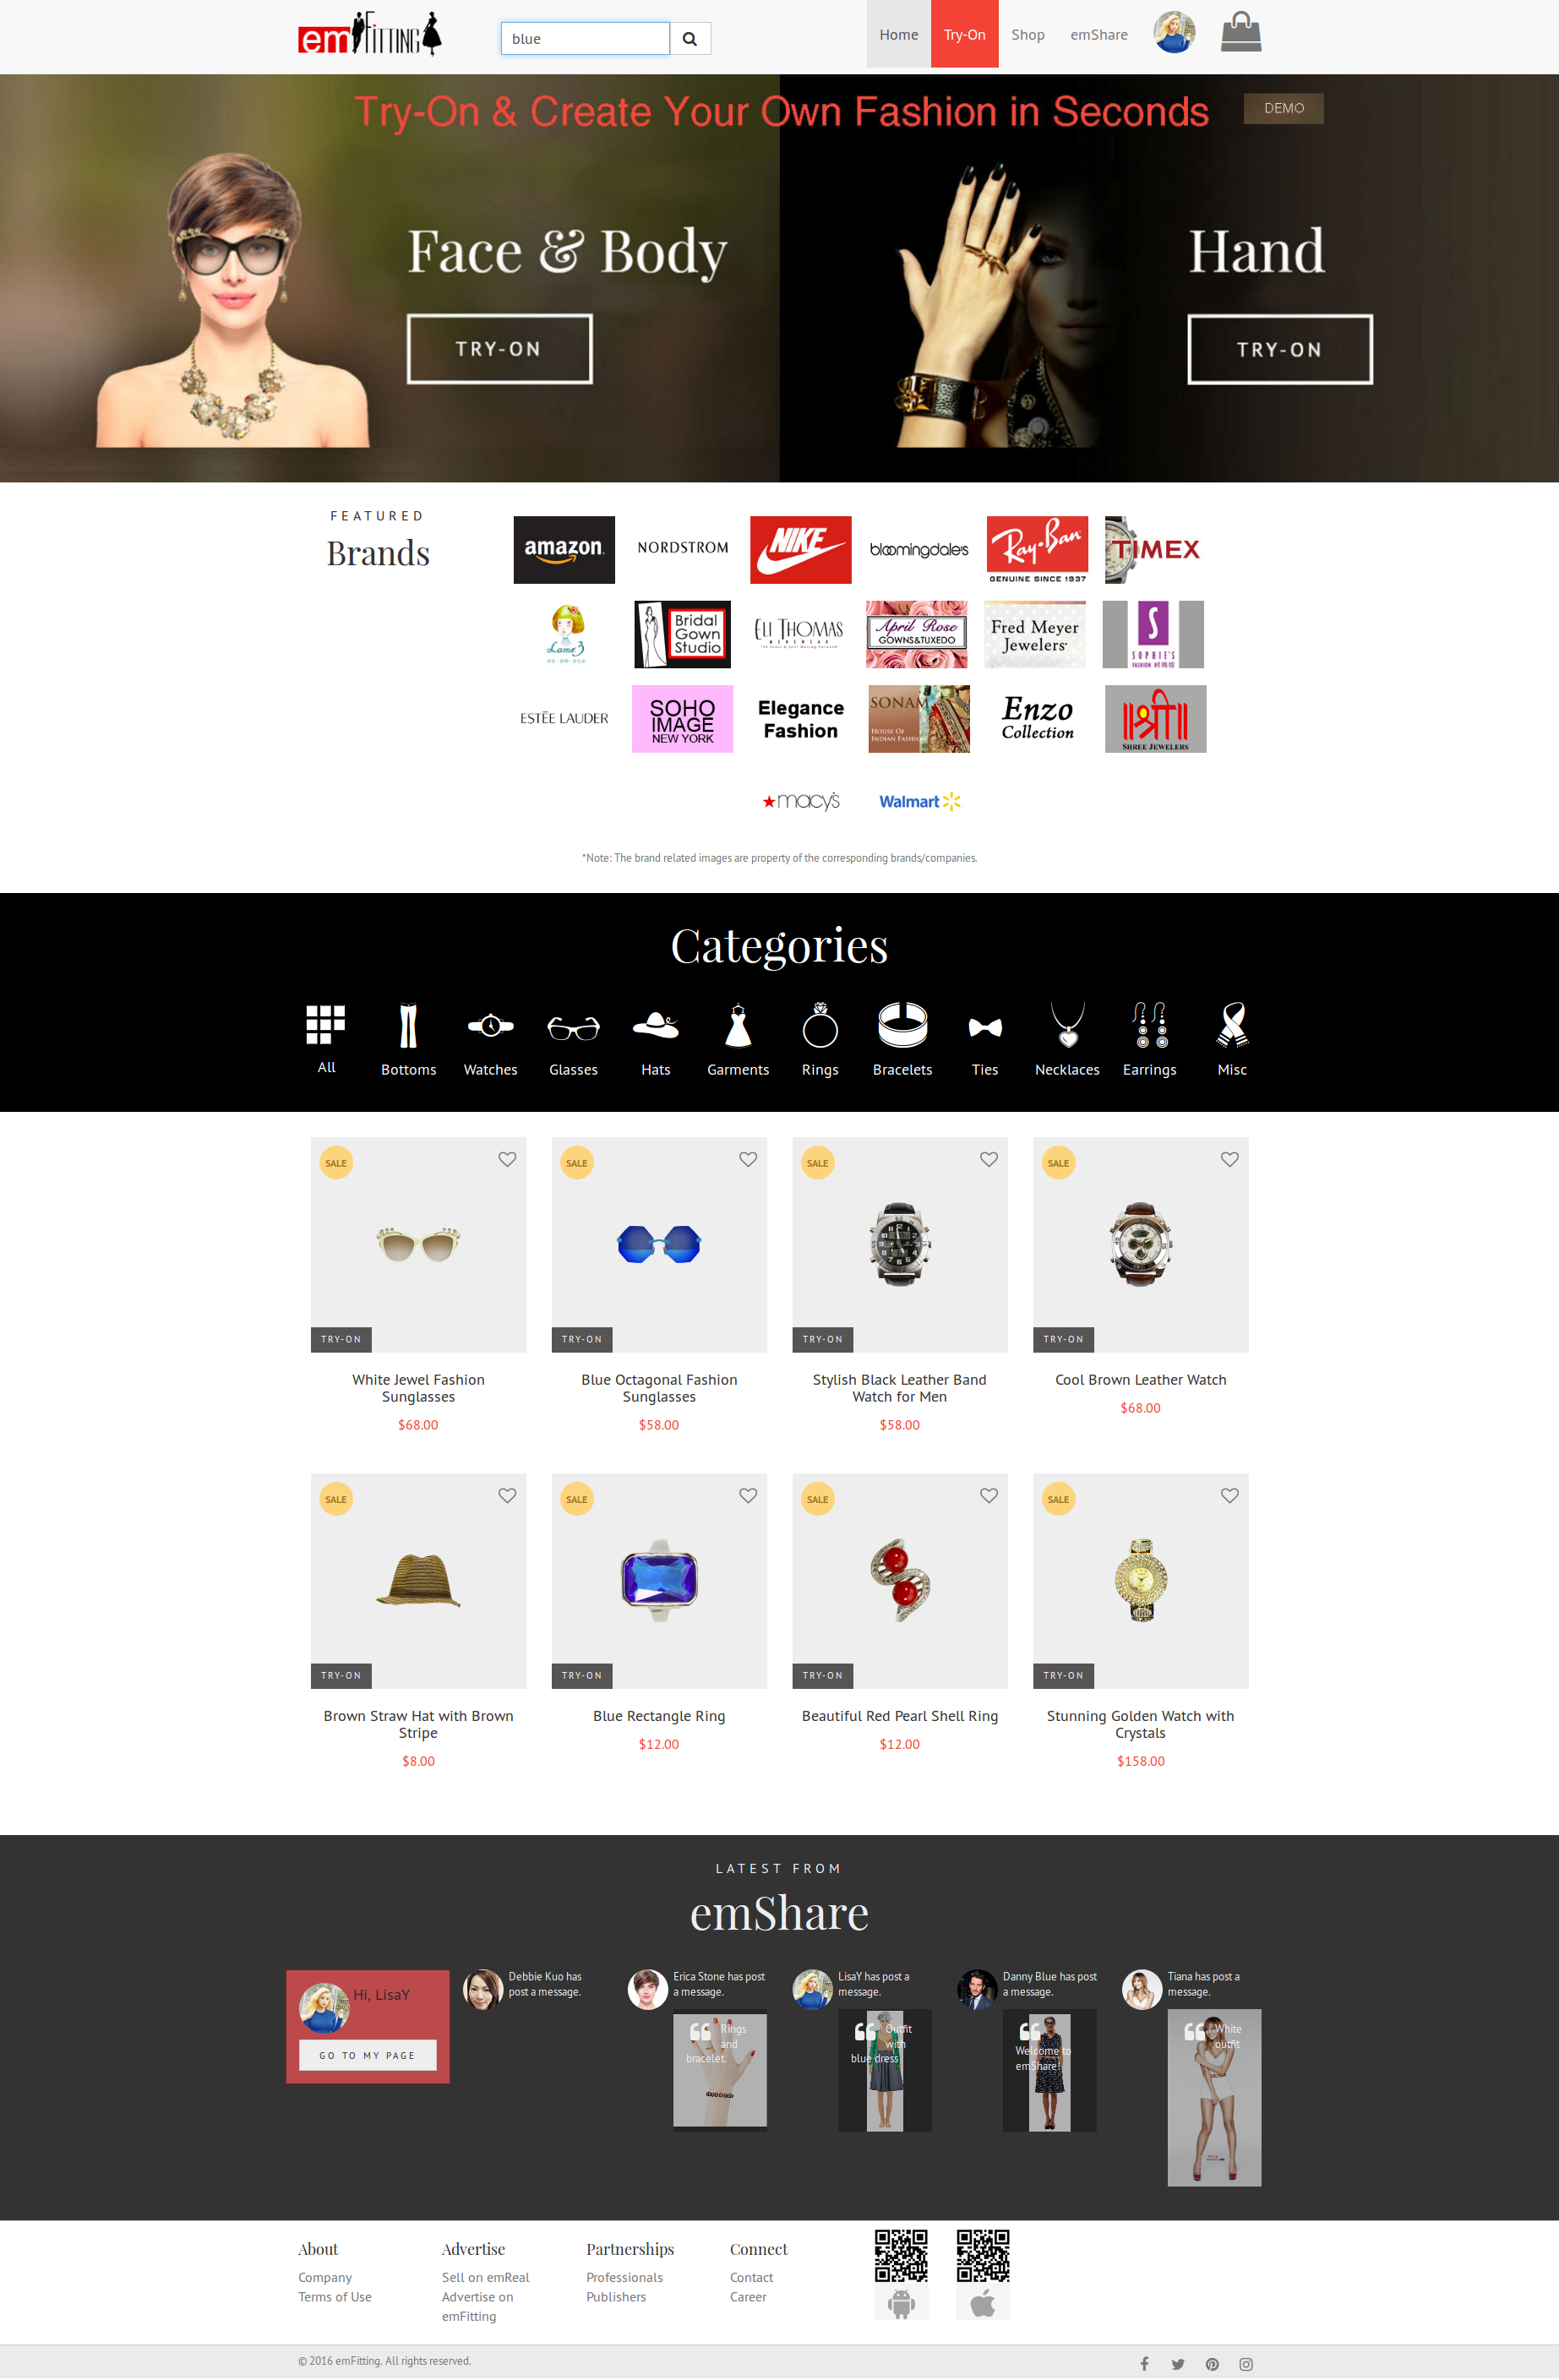 emFITTING
blue
Home
Try-On
Shop
emShare
Try-On & Create Your Own Fashion in Seconds
DEMO
Face & Body
TRY-ON
Hand
TRY-ON
FEATURED
Brands
amazon
NORDSTROM
NIKE
bloomingdale's
Ray-Ban
GENUINE SINCE 1937
TIMEX
Bridal
Gown
Studio
ELI THOMAS
MENSWEAR
April Rose
GOWNS&TUXEDO
Fred Meyer
Jewelers
S
SOPHIE'S
FASHION 时尚坊
ESTĒE LAUDER
SOHO
IMAGE
NEW YORK
Elegance
Fashion
SONAM
HOUSE OF
INDIAN FASHION
Enzo
Collection
श्री
SHREE JEWELERS
macy's
Walmart
*Note: The brand related images are property of the corresponding brands/companies.
Categories
All
Bottoms
Watches
Glasses
Hats
Garments
Rings
Bracelets
Ties
Necklaces
Earrings
Misc
SALE
SALE
SALE
SALE
TRY-ON
TRY-ON
TRY-ON
TRY-ON
White Jewel Fashion
Sunglasses
$68.00
Blue Octagonal Fashion
Sunglasses
$58.00
Stylish Black Leather Band
Watch for Men
$58.00
Cool Brown Leather Watch
$68.00
SALE
SALE
SALE
SALE
TRY-ON
TRY-ON
TRY-ON
TRY-ON
Brown Straw Hat with Brown
Stripe
$8.00
Blue Rectangle Ring
$12.00
Beautiful Red Pearl Shell Ring
$12.00
Stunning Golden Watch with
Crystals
$158.00
LATEST FROM
emShare
Hi, LisaY
GO TO MY PAGE
Debbie Kuo has
post a message.
Erica Stone has post
a message.
Rings
and
bracelet.
LisaY has post a
message.
Outfit
with
blue dress
Danny Blue has post
a message.
Welcome to
emShare!
Tiana has post a
message.
White
outfit
About
Company
Terms of Use
Advertise
Sell on emReal
Advertise on
emFitting
Partnerships
Professionals
Publishers
Connect
Contact
Career
© 2016 emFitting. All rights reserved.